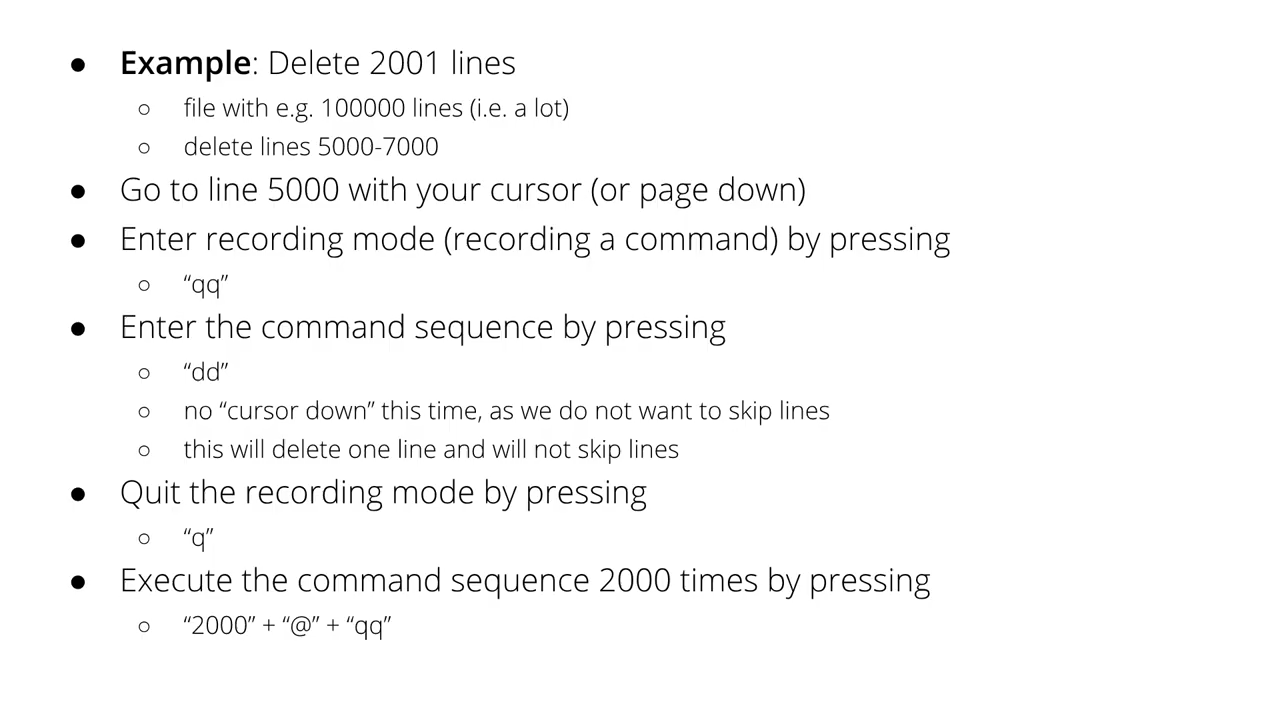 ● Example: Delete 2001 lines
○ file with e.g. 100000 lines (i.e. a lot)
○ delete lines 5000-7000
● Go to line 5000 with your cursor (or page down)
● Enter recording mode (recording a command) by pressing
○ “qq”
● Enter the command sequence by pressing
○ “dd”
○ no “cursor down” this time, as we do not want to skip lines
○ this will delete one line and will not skip lines
● Quit the recording mode by pressing
○ “q”
● Execute the command sequence 2000 times by pressing
○ “2000” + “@” + “qq”